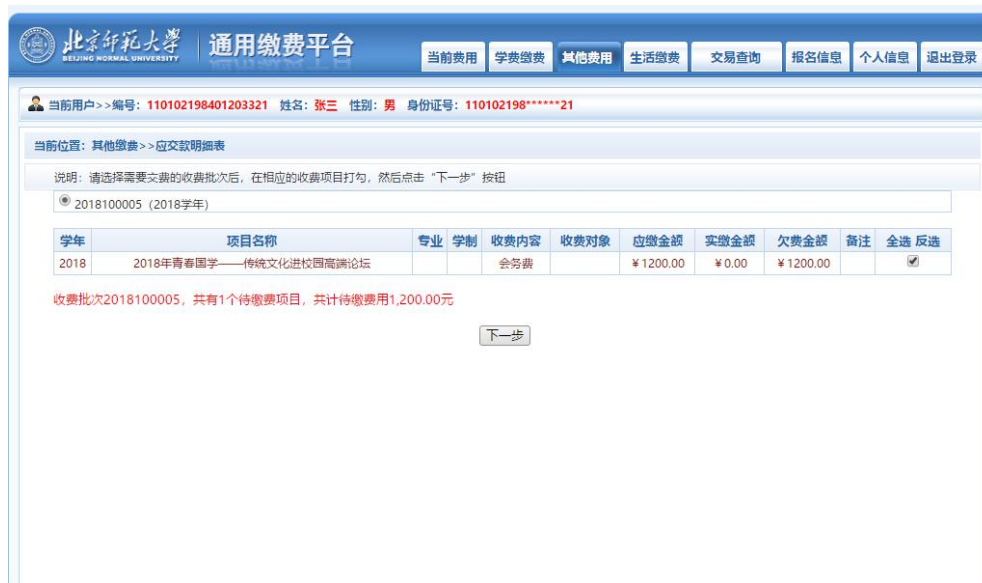 北京师范大学 通用缴费平台
BEIJING NORMAL UNIVERSITY
当前费用 学费缴费 其他费用 生活缴费 交易查询 报名信息 个人信息 退出登录
当前用户>>编号：110102198401203321 姓名：张三 性别：男 身份证号：110102198******21
当前位置：其他缴费>>应交款明细表
说明：请选择需要交费的收费批次后，在相应的收费项目打勾，然后点击“下一步”按钮
2018100005（2018学年）
学年 项目名称 专业 学制 收费内容 收费对象 应缴金额 实缴金额 欠费金额 备注 全选 反选
2018 2018年青春国学——传统文化进校园高端论坛 会务费 ￥1200.00 ￥0.00 ￥1200.00
收费批次2018100005，共有1个待缴费项目，共计待缴费用1,200.00元
下一步